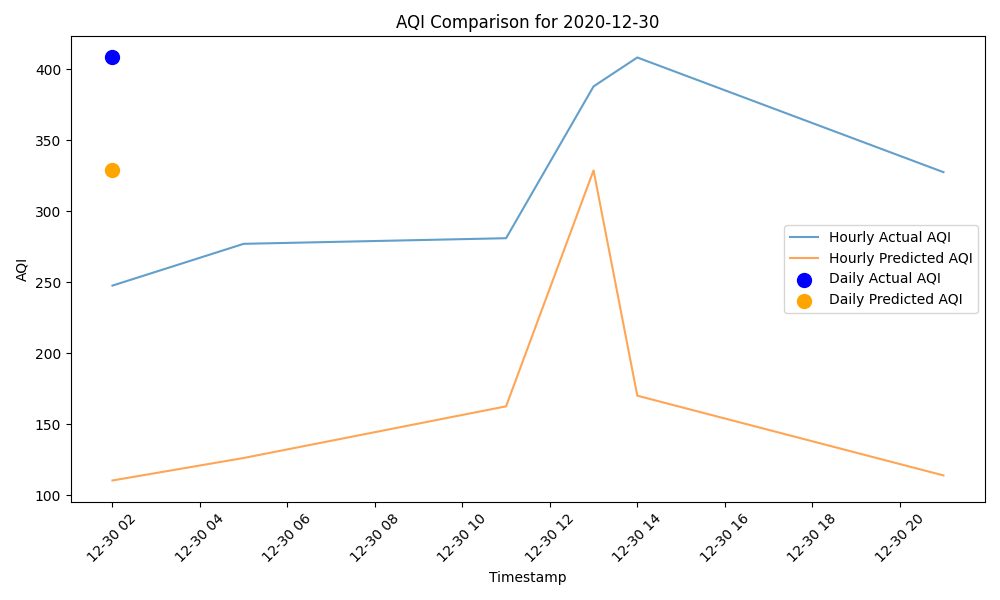 AQI Comparison for 2020-12-30
AQI
400
350
300
250
200
150
100
Hourly Actual AQI
Hourly Predicted AQI
Daily Actual AQI
Daily Predicted AQI
12-30 02
12-30 04
12-30 06
12-30 08
12-30 10
12-30 12
12-30 14
12-30 16
12-30 18
12-30 20
Timestamp